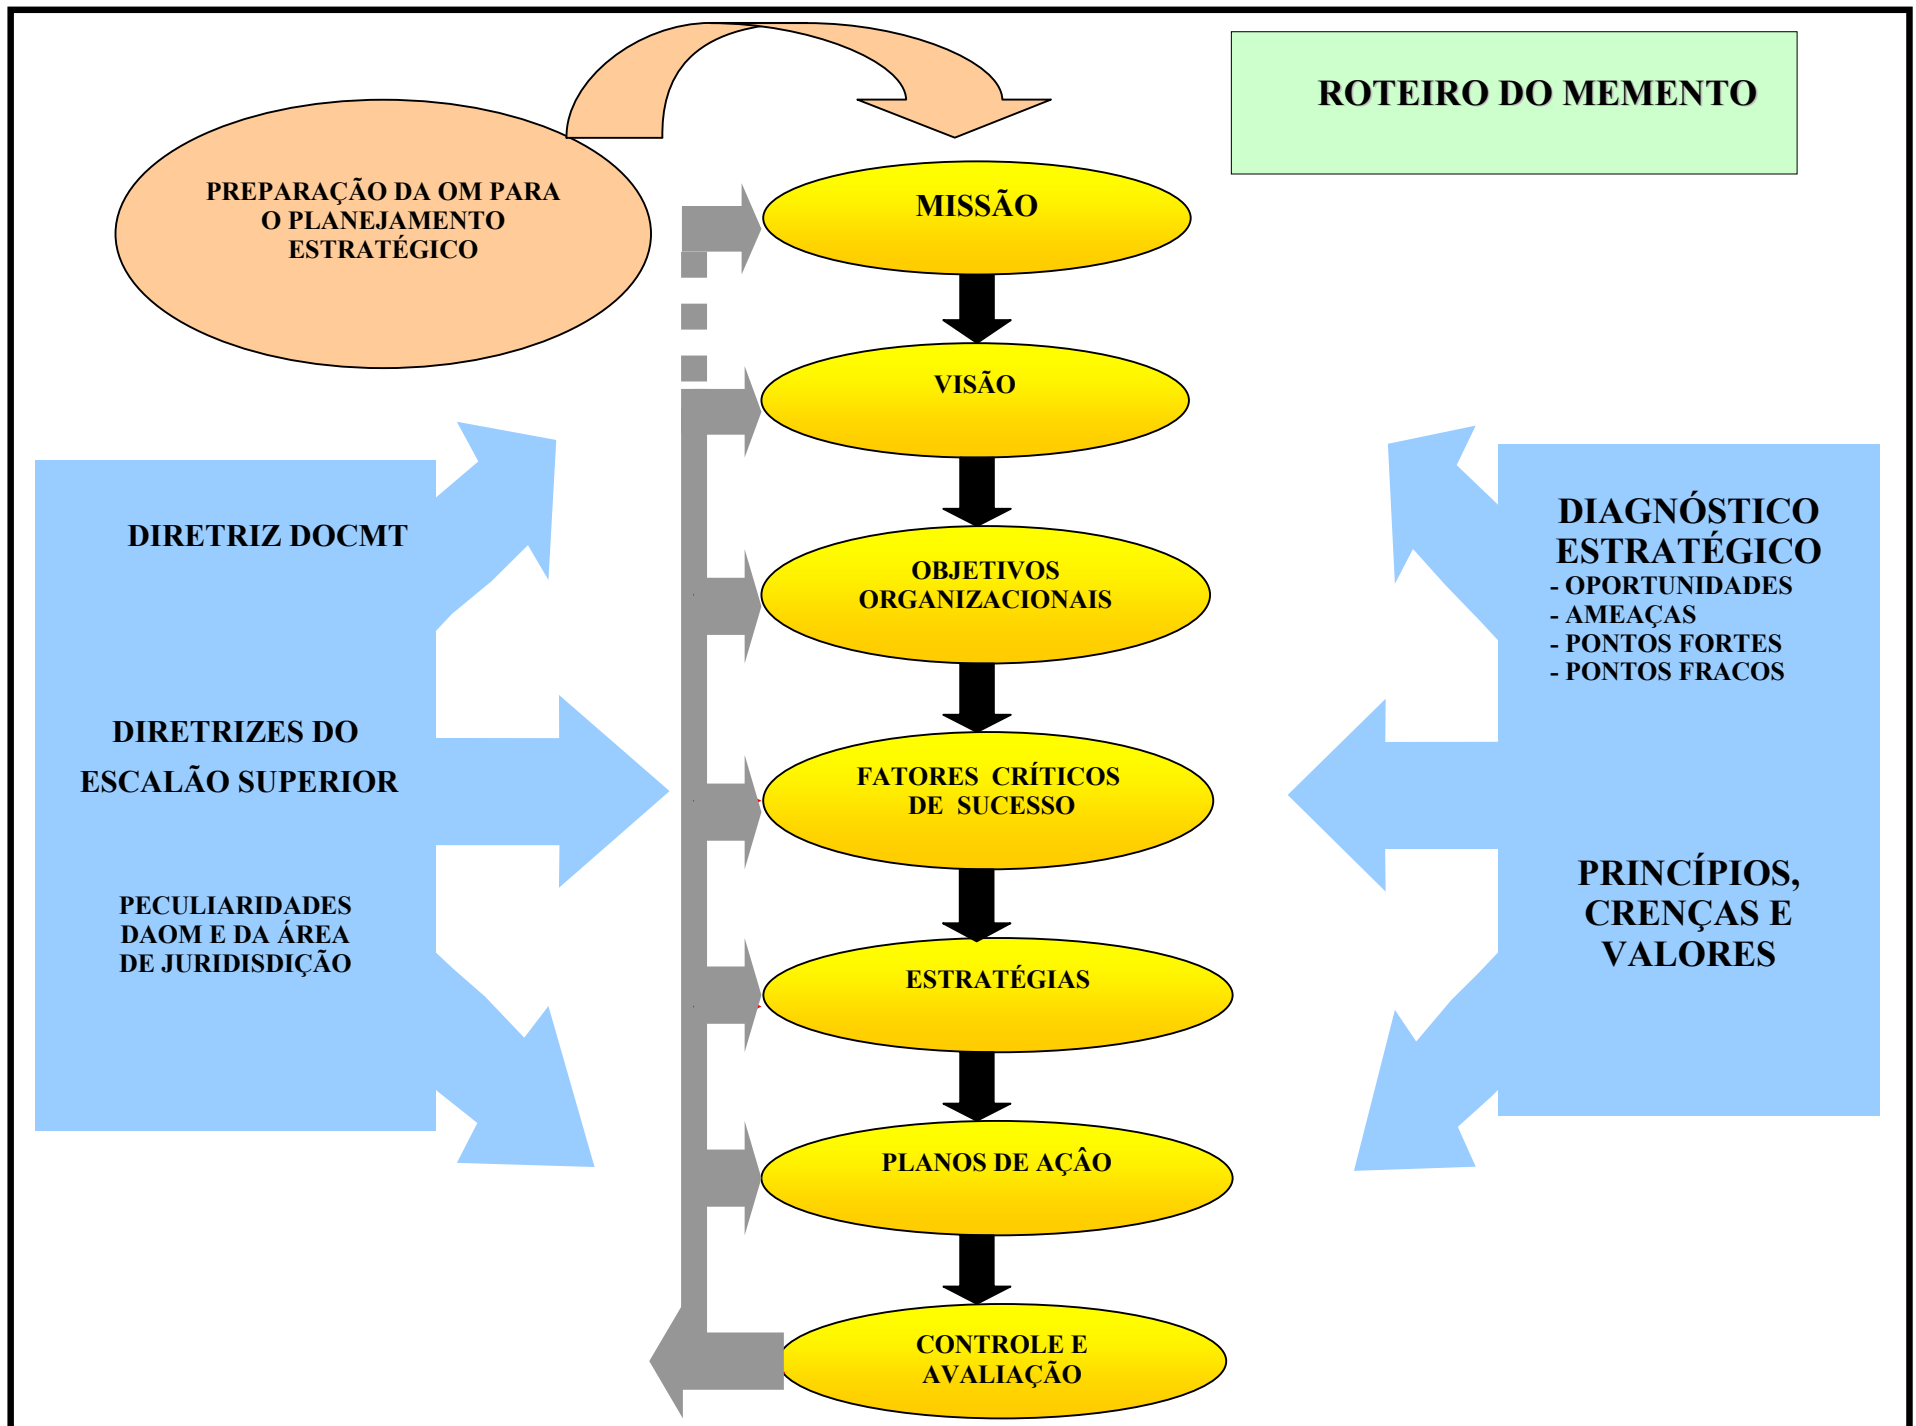 ROTEIRO DO MEMENTO
PREPARAÇÃO DA OM PARA
O PLANEJAMENTO
ESTRATÉGICO
MISSÃO
VISÃO
OBJETIVOS
ORGANIZACIONAIS
FATORES CRÍTICOS
DE SUCESSO
ESTRATÉGIAS
PLANOS DE AÇÂO
CONTROLE E
AVALIAÇÃO
DIRETRIZ DOCMT
DIRETRIZES DO
ESCALÃO SUPERIOR
PECULIARIDADES
DAOM E DA ÁREA
DE JURIDISDIÇÃO
DIAGNÓSTICO
ESTRATÉGICO
- OPORTUNIDADES
- AMEAÇAS
- PONTOS FORTES
- PONTOS FRACOS
PRINCÍPIOS,
CRENÇAS E
VALORES